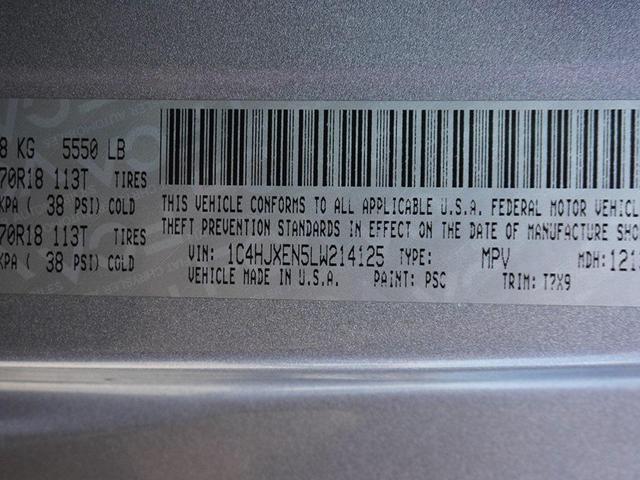 8 KG 5550 LB
70R18 113T TIRES
KPA ( 38 PSI) COLD
70R18 113T TIRES
KPA ( 38 PSI) COLD
THIS VEHICLE CONFORMS TO ALL APPLICABLE U.S.A. FEDERAL MOTOR VEHICL
THEFT PREVENTION STANDARDS IN EFFECT ON THE DATE OF MANUFACTURE SHO
VIN: 1C4HJXEN5LW214125 TYPE: MPV MDH: 121
VEHICLE MADE IN U.S.A. PAINT: PSC TRIM: T7X9